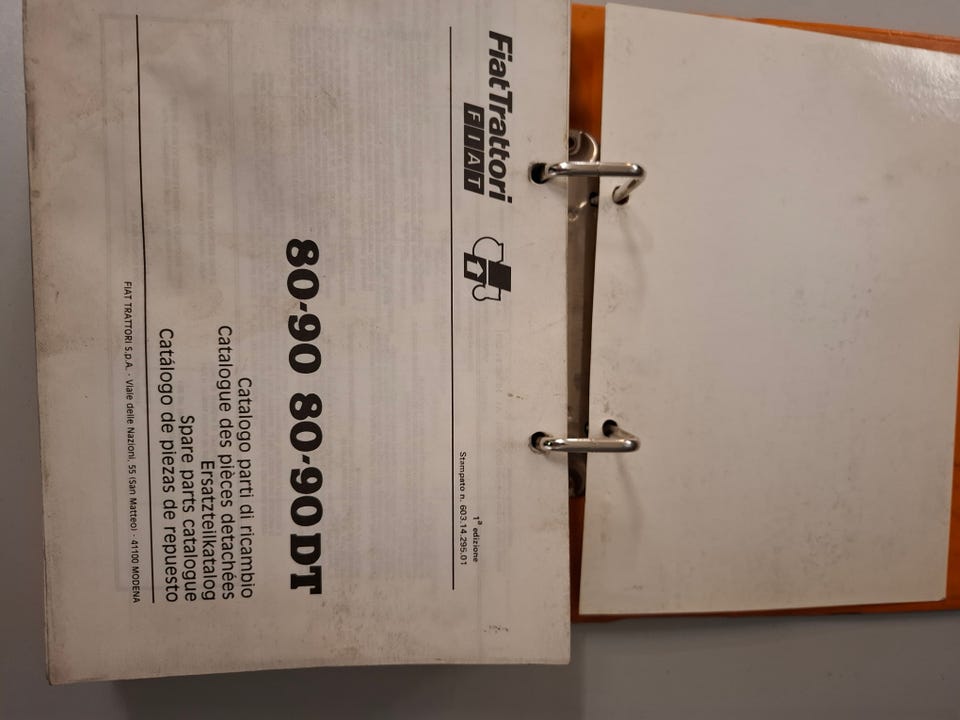 FiatTrattori
FIAT
1ª edizione
Stampato n. 603.14.295.01
80-90 80-90 DT
Catalogo parti di ricambio
Catalogue des pièces detachées
Ersatzteilkatalog
Spare parts catalogue
Catálogo de piezas de repuesto
FIAT TRATTORI S.p.A. - Viale delle Nazioni, 55 (San Matteo) - 41100 MODENA